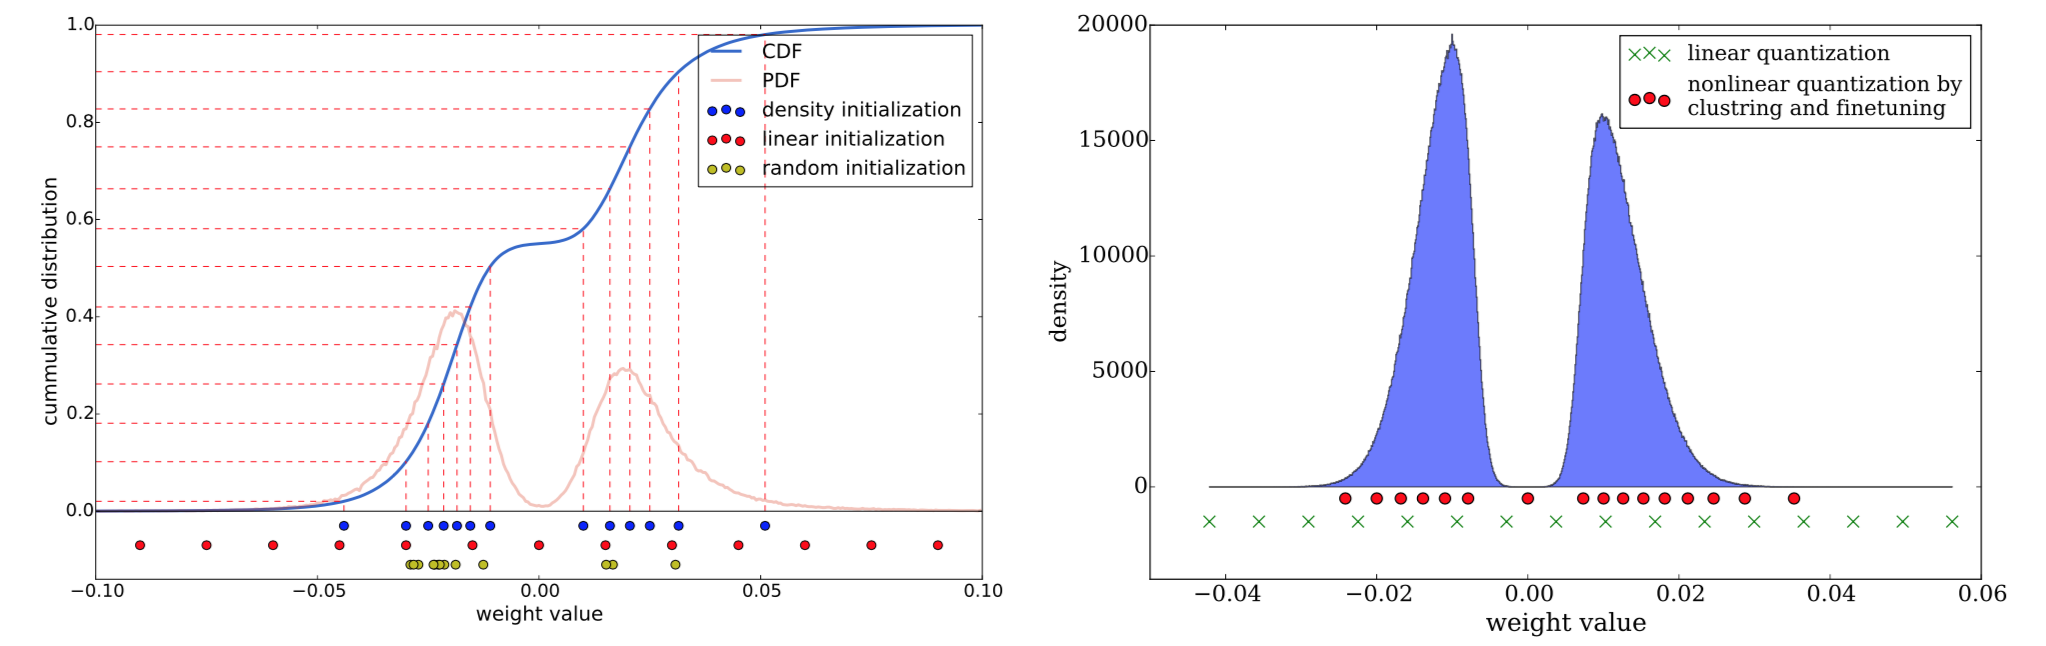 1.0
0.8
0.6
0.4
0.2
0.0
cummulative distribution
CDF
PDF
density initialization
linear initialization
random initialization
−0.10
−0.05
0.00
0.05
0.10
weight value
20000
15000
10000
5000
0
density
linear quantization
nonlinear quantization by
clustring and finetuning
−0.04
−0.02
0.00
0.02
0.04
0.06
weight value